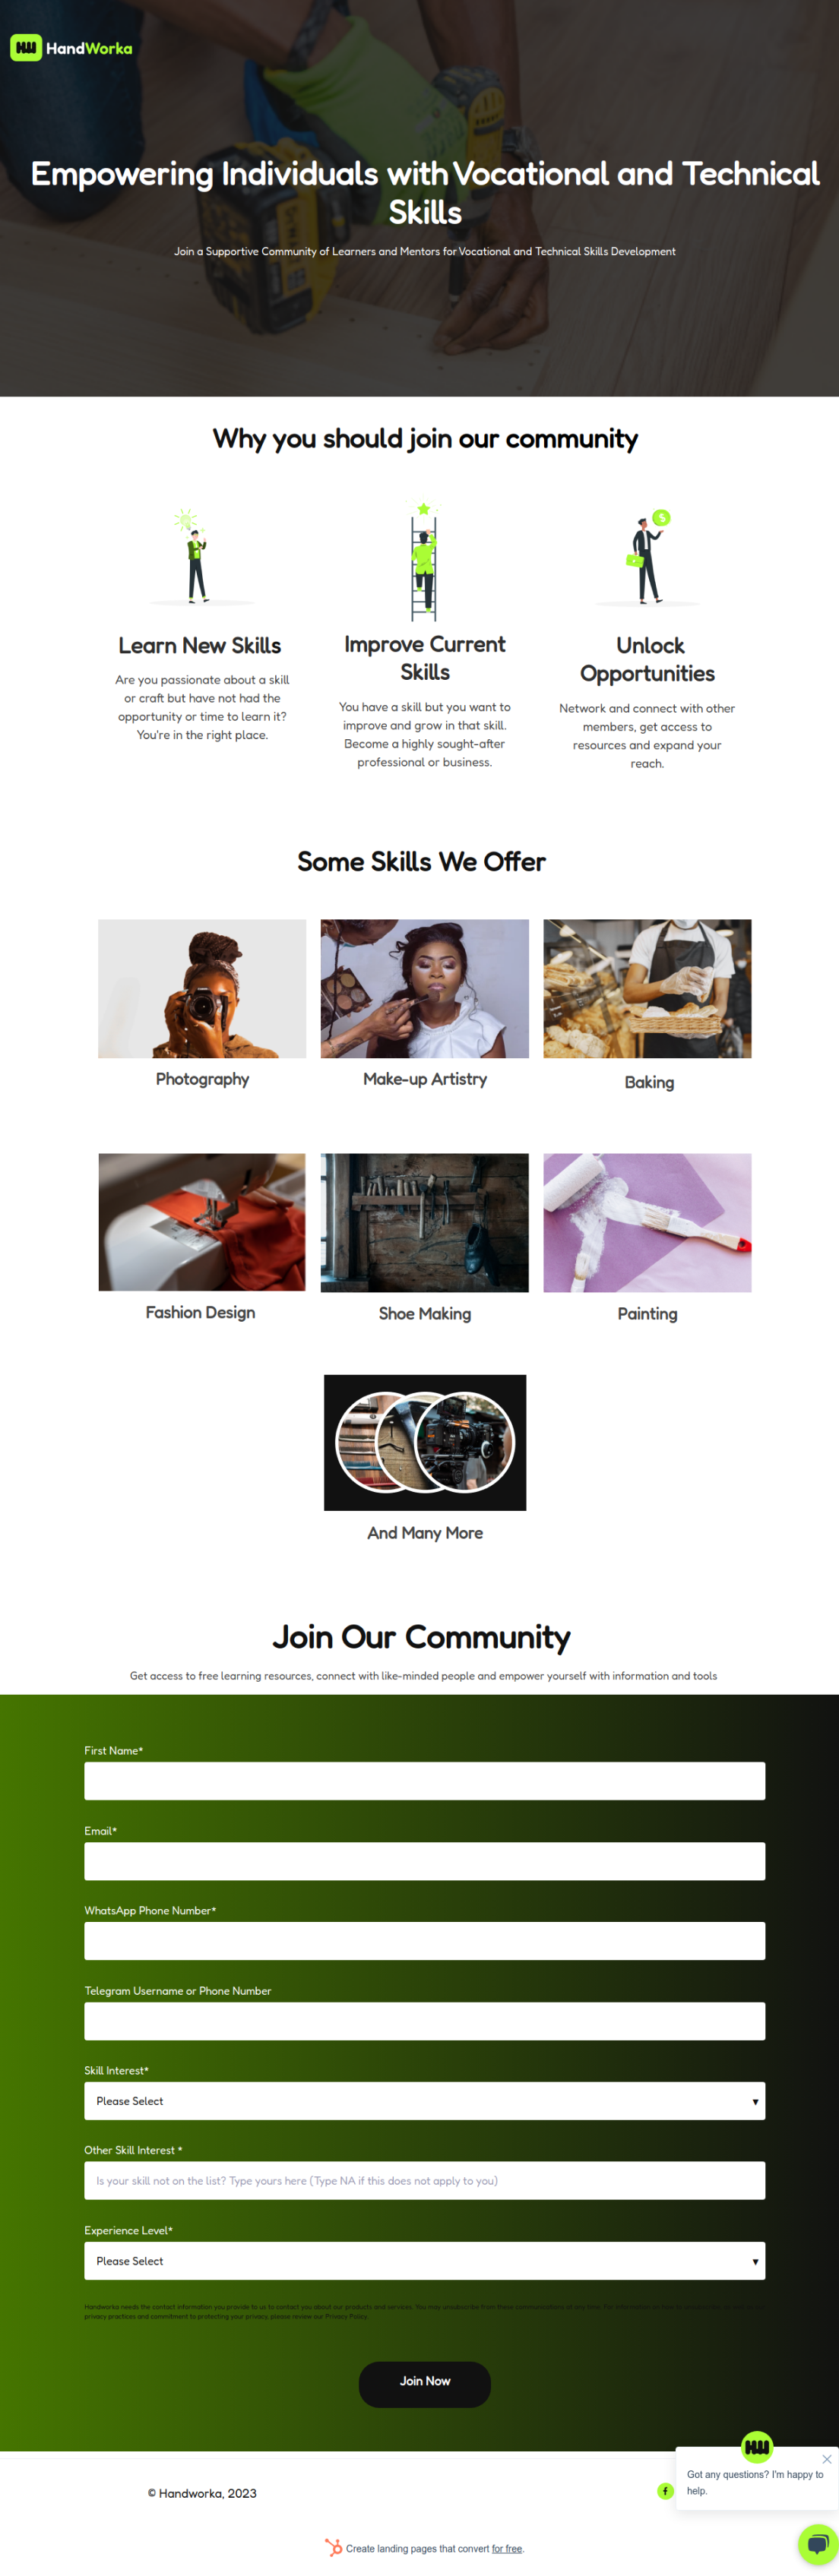 HandWorka
Empowering Individuals with Vocational and Technical
Skills
Join a Supportive Community of Learners and Mentors for Vocational and Technical Skills Development
Why you should join our community
Learn New Skills
Are you passionate about a skill
or craft but have not had the
opportunity or time to learn it?
You're in the right place.
Improve Current
Skills
You have a skill but you want to
improve and grow in that skill.
Become a highly sought-after
professional or business.
Unlock
Opportunities
Network and connect with other
members, get access to
resources and expand your
reach.
Some Skills We Offer
Photography
Make-up Artistry
Baking
Fashion Design
Shoe Making
Painting
And Many More
Join Our Community
Get access to free learning resources, connect with like-minded people and empower yourself with information and tools
First Name*
Email*
WhatsApp Phone Number*
Telegram Username or Phone Number
Skill Interest*
Please Select
Other Skill Interest *
Is your skill not on the list? Type yours here (Type NA if this does not apply to you)
Experience Level*
Please Select
Handworka needs the contact information you provide to us to contact you about our products and services. You may unsubscribe from these communications at any time.
privacy practices and commitment to protecting your privacy, please review our Privacy Policy.
Join Now
© Handworka, 2023
Got any questions? I'm happy to
help.
Create landing pages that convert for free.